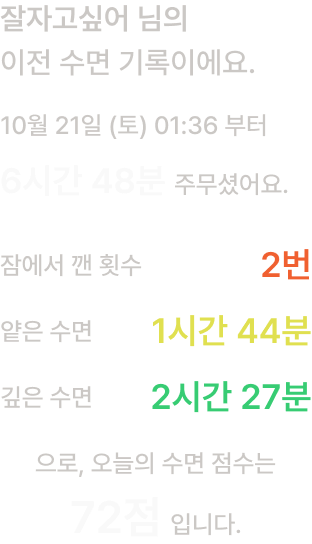 잘자고싶어 님의
이전 수면 기록이에요.
10월 21일 (토) 01:36 부터
6시간 48분 주무셨어요.
잠에서 깬 횟수 2번
얕은 수면 1시간 44분
깊은 수면 2시간 27분
으로, 오늘의 수면 점수는
72점 입니다.